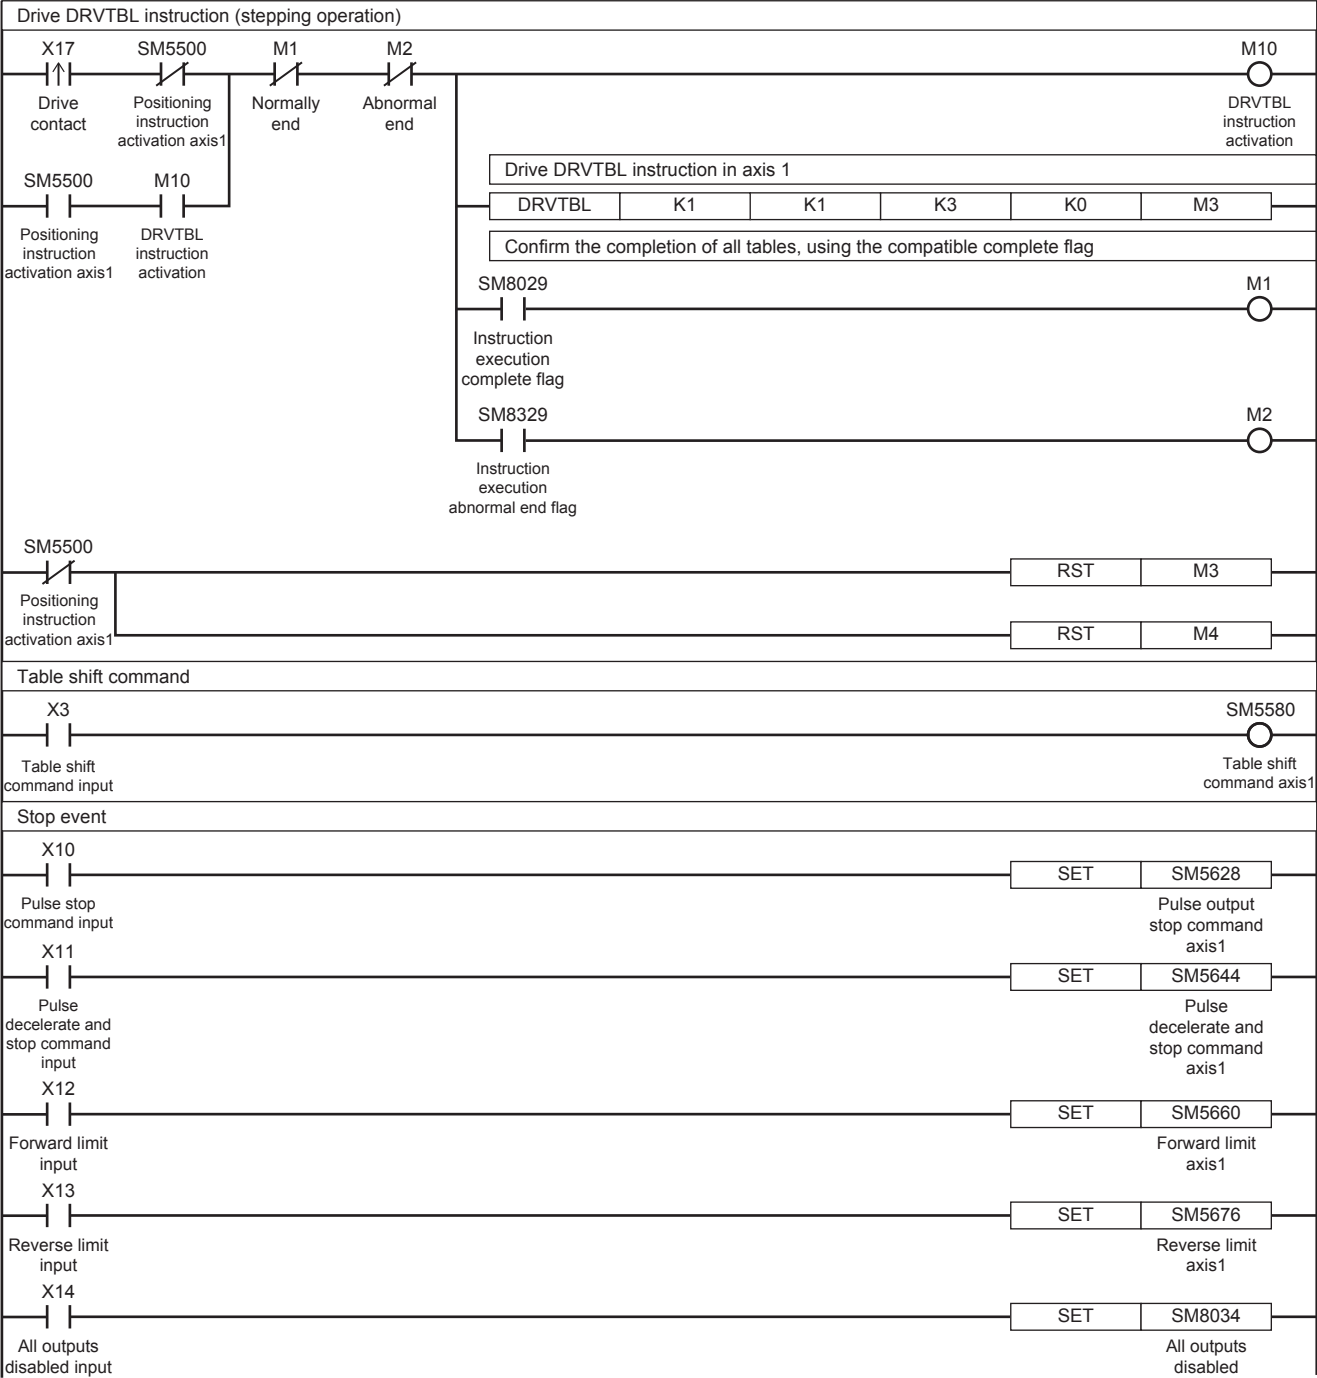 Drive DRVTBL instruction (stepping operation)
X17 SM5500 M1 M2 M10
Drive contact
Positioning instruction activation axis1
Normally end
Abnormal end
DRVTBL instruction activation
SM5500 M10
Positioning instruction activation axis1
DRVTBL instruction activation
Drive DRVTBL instruction in axis 1
DRVTBL K1 K1 K3 K0 M3
Confirm the completion of all tables, using the compatible complete flag
SM8029 M1
Instruction execution complete flag
SM8329 M2
Instruction execution abnormal end flag
SM5500
Positioning instruction activation axis1
RST M3
RST M4
Table shift command
X3 SM5580
Table shift command input
Table shift command axis1
Stop event
X10
SET SM5628
Pulse stop command input
Pulse output stop command axis1
X11
SET SM5644
Pulse decelerate and stop command input
Pulse decelerate and stop command axis1
X12
SET SM5660
Forward limit input
Forward limit axis1
X13
SET SM5676
Reverse limit input
Reverse limit axis1
X14
SET SM8034
All outputs disabled input
All outputs disabled